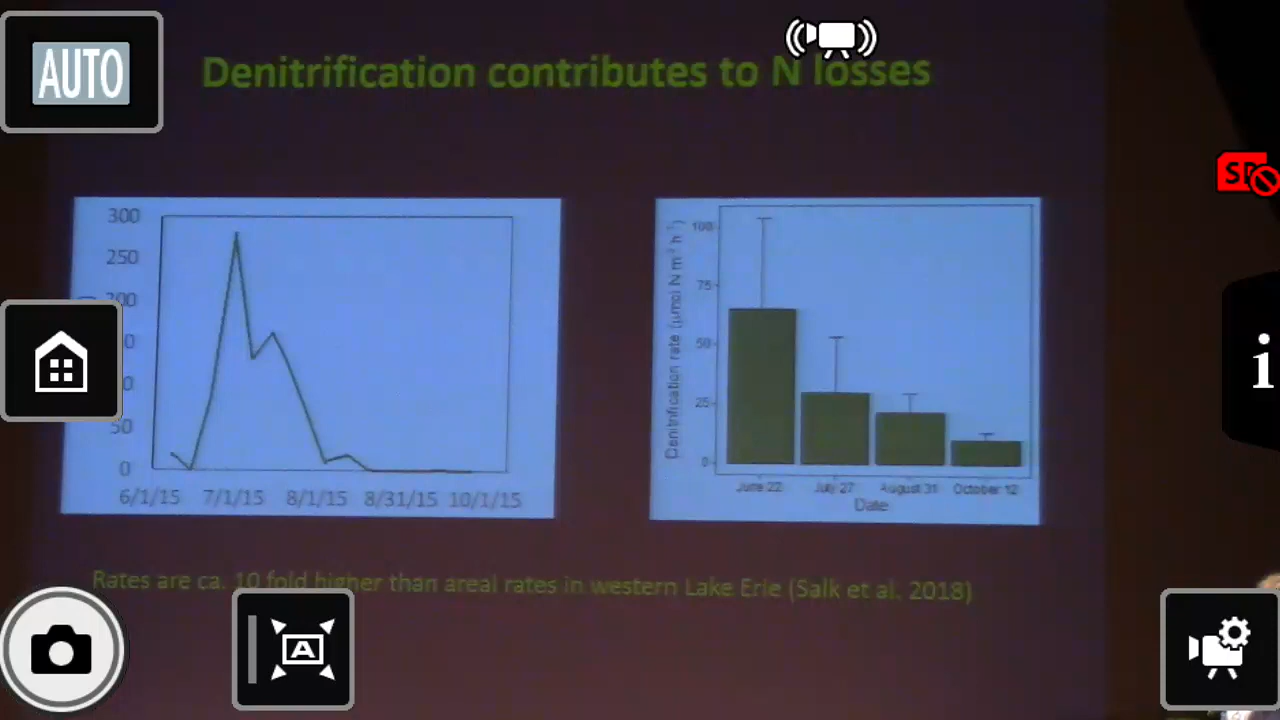 AUTO
Denitrification contributes to N losses
SD
300
250
200
50
0
6/1/15 7/1/15 8/1/15 8/31/15 10/1/15
Denitrification rate (μmol N m⁻² h⁻¹)
100
75
50
25
0
June 22 July 27 August 31 October 12
Date
i
Rates are ca. 10 fold higher than areal rates in western Lake Erie (Salk et al. 2018)
A